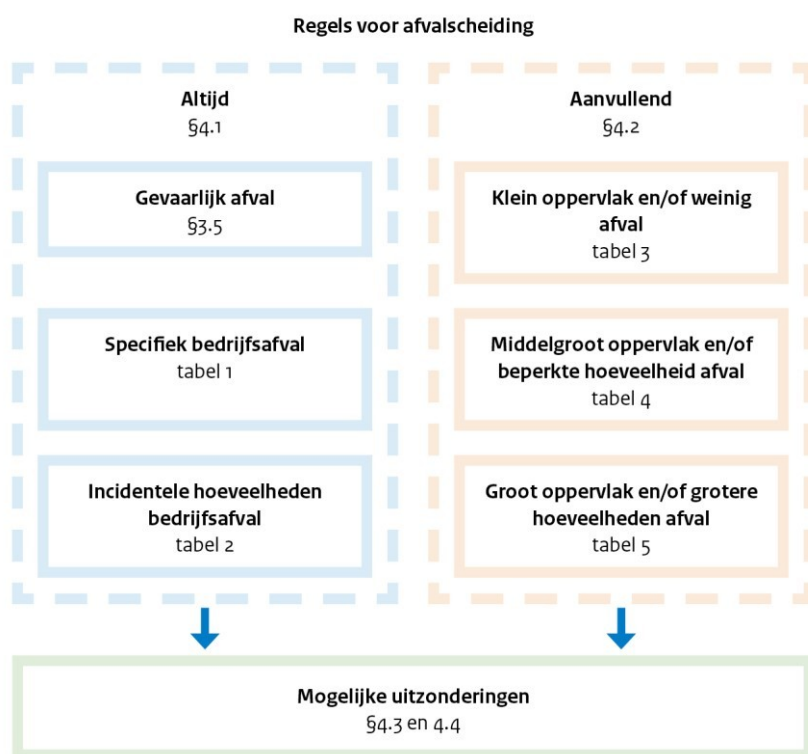 Regels voor afvalscheiding
Altijd
§4.1
Gevaarlijk afval
§3.5
Specifiek bedrijfsafval
tabel 1
Incidentele hoeveelheden
bedrijfsafval
tabel 2
Aanvullend
§4.2
Klein oppervlak en/of weinig
afval
tabel 3
Middelgroot oppervlak en/of
beperkte hoeveelheid afval
tabel 4
Groot oppervlak en/of grotere
hoeveelheden afval
tabel 5
Mogelijke uitzonderingen
§4.3 en 4.4